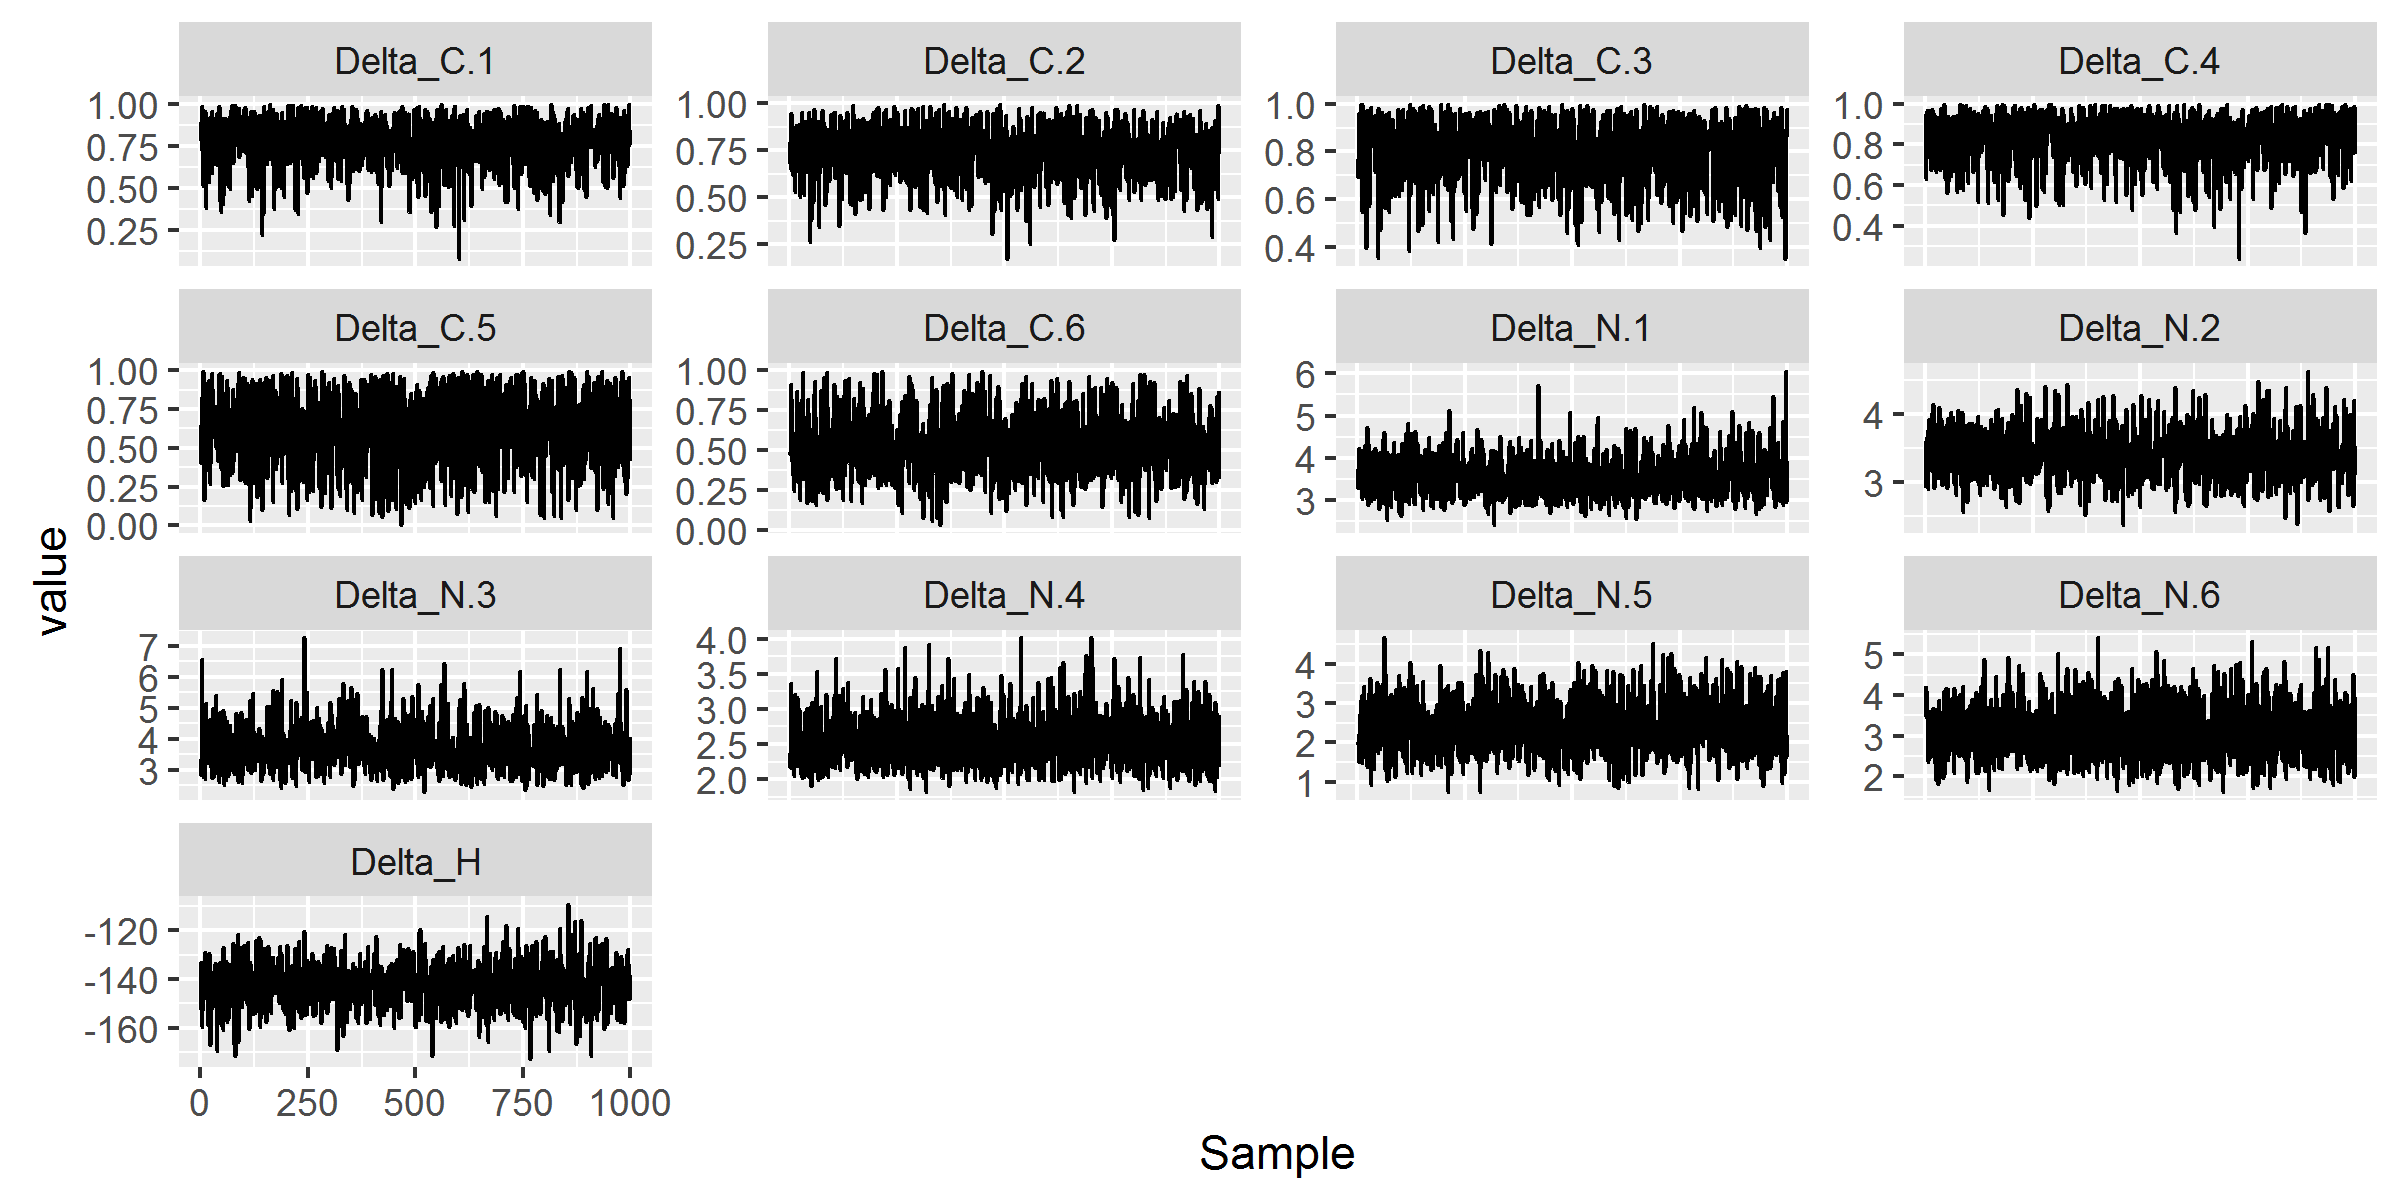 Delta_C.1 Delta_C.2 Delta_C.3 Delta_C.4
1.00 1.00 1.0 1.0
0.75 0.75 0.8 0.8
0.50 0.50 0.6 0.6
0.25 0.25 0.4 0.4
Delta_C.5 Delta_C.6 Delta_N.1 Delta_N.2
1.00 1.00 6 4
0.75 0.75 5 3
0.50 0.50 4
0.25 0.25 3
0.00 0.00
value
Delta_N.3 Delta_N.4 Delta_N.5 Delta_N.6
7 4.0 4 5
6 3.5 3 4
5 3.0 2 3
4 2.5 1 2
3 2.0
Delta_H
-120
-140
-160
0 250 500 750 1000
Sample